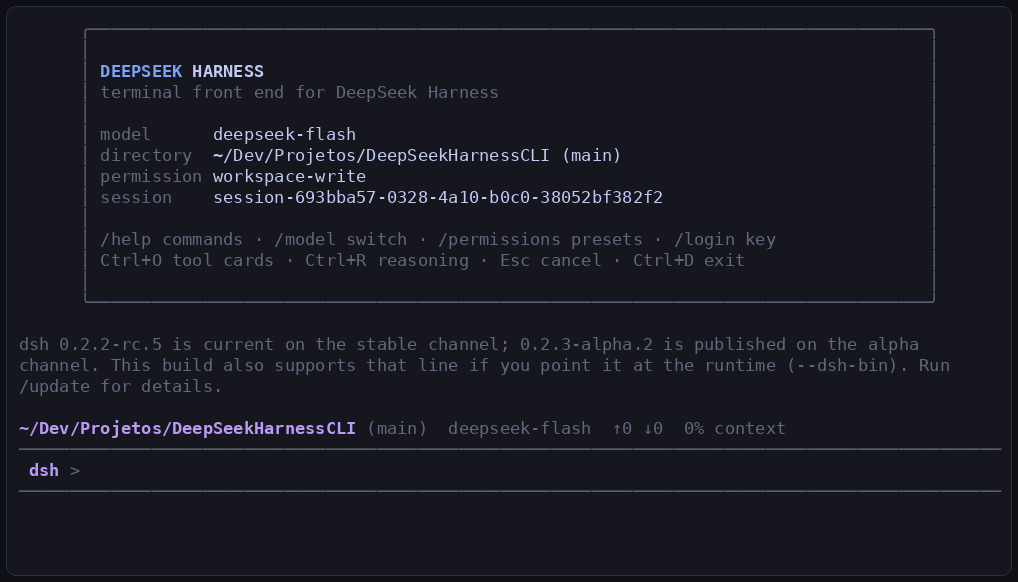 DEEPSEEK HARNESS
terminal front end for DeepSeek Harness
model deepseek-flash
directory ~/Dev/Projetos/DeepSeekHarnessCLI (main)
permission workspace-write
session session-693bba57-0328-4a10-b0c0-38052bf382f2
/help commands · /model switch · /permissions presets · /login key
Ctrl+O tool cards · Ctrl+R reasoning · Esc cancel · Ctrl+D exit
dsh 0.2.2-rc.5 is current on the stable channel; 0.2.3-alpha.2 is published on the alpha
channel. This build also supports that line if you point it at the runtime (--dsh-bin). Run
/update for details.
~/Dev/Projetos/DeepSeekHarnessCLI (main) deepseek-flash ↑0 ↓0 0% context
dsh >